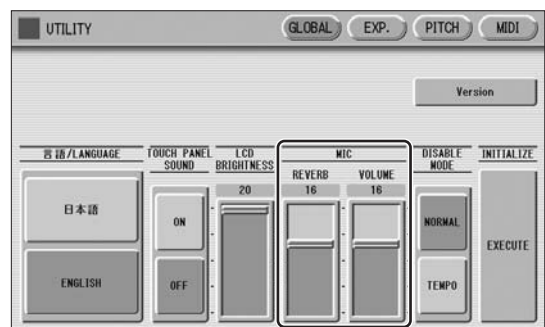 UTILITY GLOBAL EXP. PITCH MIDI
Version
言語/LANGUAGE TOUCH PANEL SOUND LCD BRIGHTNESS MIC DISABLE MODE INITIALIZE
REVERB VOLUME
20 16 16
日本語 ON NORMAL
EXECUTE
ENGLISH OFF TEMPO